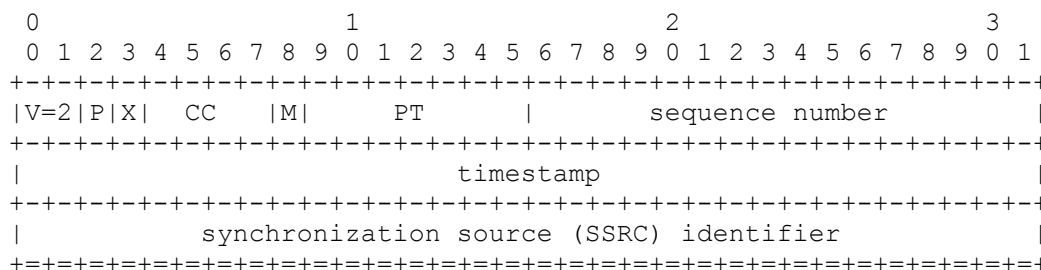 0                   1                   2                   3
 0 1 2 3 4 5 6 7 8 9 0 1 2 3 4 5 6 7 8 9 0 1 2 3 4 5 6 7 8 9 0 1
+-+-+-+-+-+-+-+-+-+-+-+-+-+-+-+-+-+-+-+-+-+-+-+-+-+-+-+-+-+-+-+-+
|V=2|P|X|  CC   |M|     PT      |       sequence number         |
+-+-+-+-+-+-+-+-+-+-+-+-+-+-+-+-+-+-+-+-+-+-+-+-+-+-+-+-+-+-+-+-+
|                           timestamp                           |
+-+-+-+-+-+-+-+-+-+-+-+-+-+-+-+-+-+-+-+-+-+-+-+-+-+-+-+-+-+-+-+-+
|           synchronization source (SSRC) identifier            |
+=+=+=+=+=+=+=+=+=+=+=+=+=+=+=+=+=+=+=+=+=+=+=+=+=+=+=+=+=+=+=+=+